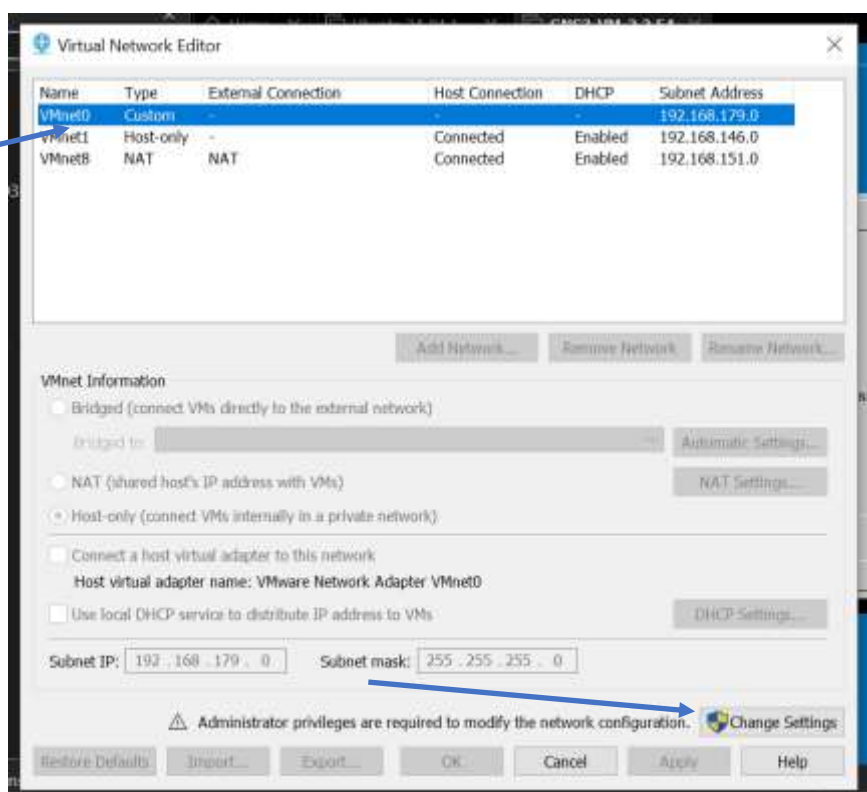 GNS3 VM 2.2.54
Virtual Network Editor
Name Type External Connection Host Connection DHCP Subnet Address
VMnet0 Custom - - - 192.168.179.0
VMnet1 Host-only - Connected Enabled 192.168.146.0
VMnet8 NAT NAT Connected Enabled 192.168.151.0
Add Network... Remove Network Rename Network...
VMnet Information
Bridged (connect VMs directly to the external network)
Bridged to: Automatic Settings...
NAT (shared host's IP address with VMs) NAT Settings...
Host-only (connect VMs internally in a private network)
Connect a host virtual adapter to this network
Host virtual adapter name: VMware Network Adapter VMnet0
Use local DHCP service to distribute IP address to VMs DHCP Settings...
Subnet IP: 192 . 168 . 179 . 0 Subnet mask: 255 . 255 . 255 . 0
Administrator privileges are required to modify the network configuration. Change Settings
Restore Defaults Import... Export... OK Cancel Apply Help